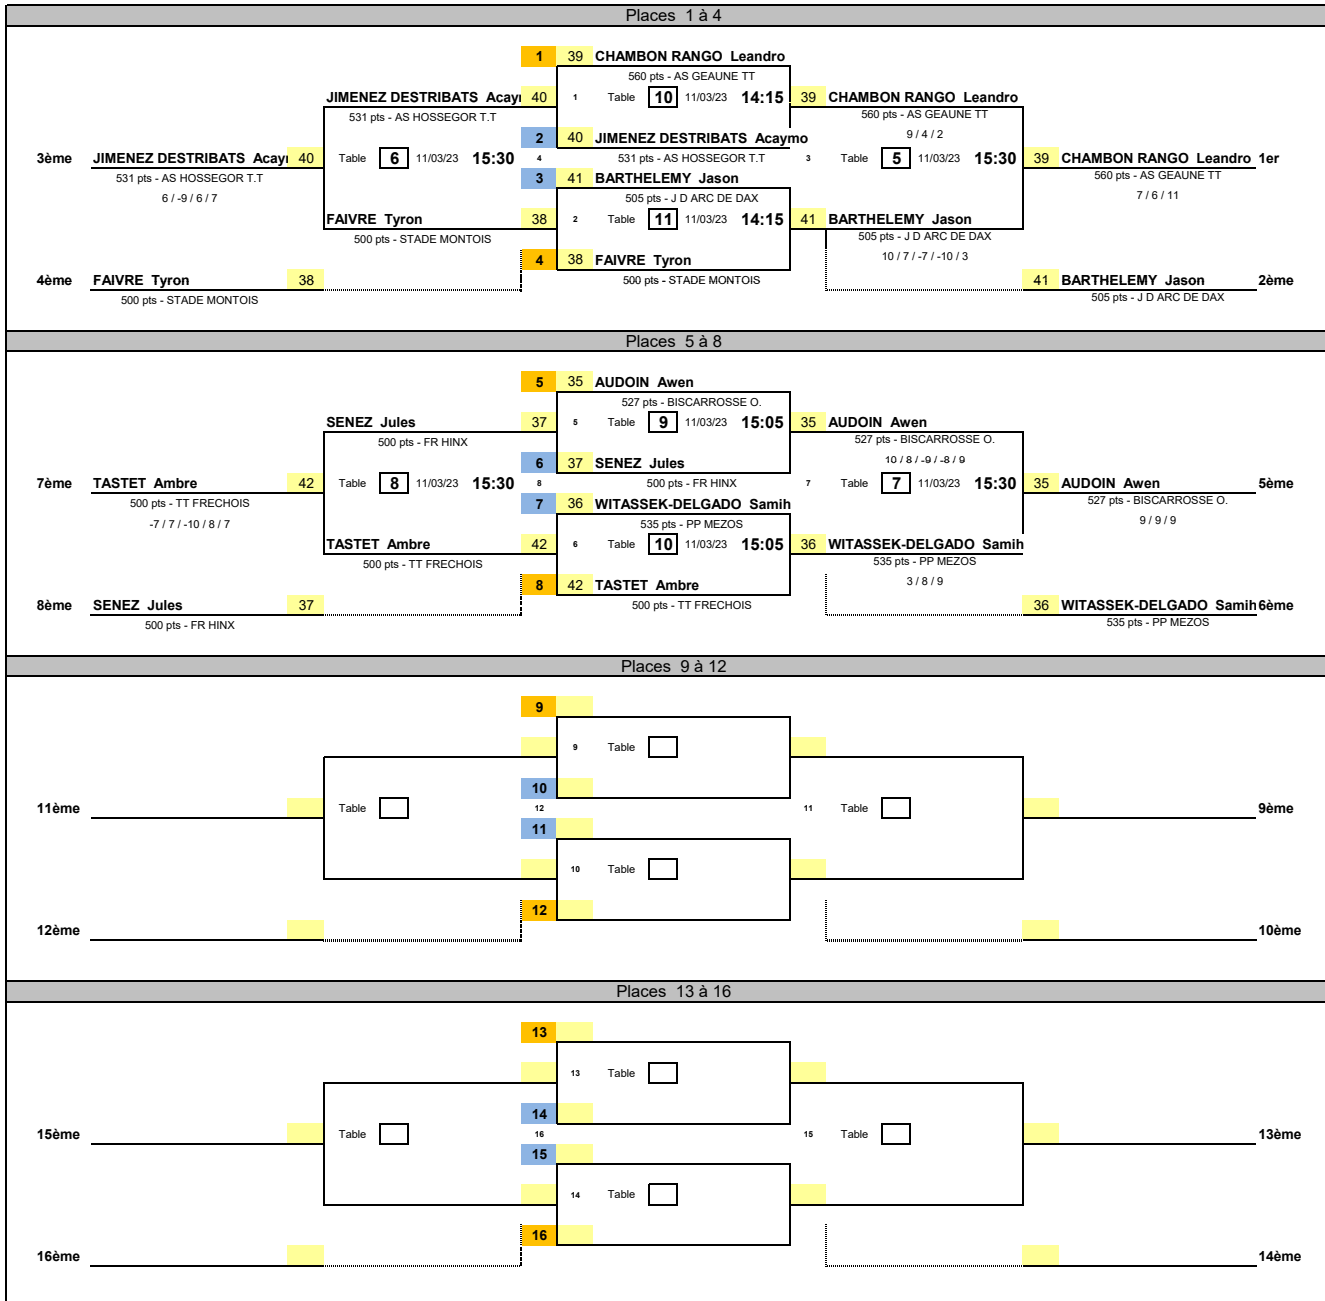 Places 1 à 4
1 39 CHAMBON RANGO Leandro
560 pts - AS GEAUNE TT
JIMENEZ DESTRIBATS Acayı 40 1 Table 10 11/03/23 14:15 39 CHAMBON RANGO Leandro
531 pts - AS HOSSEGOR T.T 560 pts - AS GEAUNE TT
2 40 JIMENEZ DESTRIBATS Acaymo 9 / 4 / 2
3ème JIMENEZ DESTRIBATS Acayı 40 Table 6 11/03/23 15:30 4 531 pts - AS HOSSEGOR T.T 3 Table 5 11/03/23 15:30 39 CHAMBON RANGO Leandro 1er
531 pts - AS HOSSEGOR T.T 3 41 BARTHELEMY Jason 560 pts - AS GEAUNE TT
6 / -9 / 6 / 7 505 pts - J D ARC DE DAX 7 / 6 / 11
FAIVRE Tyron 38 2 Table 11 11/03/23 14:15 41 BARTHELEMY Jason
500 pts - STADE MONTOIS 505 pts - J D ARC DE DAX
4 38 FAIVRE Tyron 10 / 7 / -7 / -10 / 3
4ème FAIVRE Tyron 38 500 pts - STADE MONTOIS 41 BARTHELEMY Jason 2ème
500 pts - STADE MONTOIS 505 pts - J D ARC DE DAX
Places 5 à 8
5 35 AUDOIN Awen
527 pts - BISCARROSSE O.
SENEZ Jules 37 5 Table 9 11/03/23 15:05 35 AUDOIN Awen
500 pts - FR HINX 527 pts - BISCARROSSE O.
6 37 SENEZ Jules 10 / 8 / -9 / -8 / 9
7ème TASTET Ambre 42 Table 8 11/03/23 15:30 8 500 pts - FR HINX 7 Table 7 11/03/23 15:30 35 AUDOIN Awen 5ème
500 pts - TT FRECHOIS 7 36 WITASSEK-DELGADO Samih 527 pts - BISCARROSSE O.
-7 / 7 / -10 / 8 / 7 535 pts - PP MEZOS 9 / 9 / 9
TASTET Ambre 42 6 Table 10 11/03/23 15:05 36 WITASSEK-DELGADO Samih
500 pts - TT FRECHOIS 535 pts - PP MEZOS
8 42 TASTET Ambre 3 / 8 / 9
8ème SENEZ Jules 37 500 pts - TT FRECHOIS 36 WITASSEK-DELGADO Samih 6ème
500 pts - FR HINX 535 pts - PP MEZOS
Places 9 à 12
9
9 Table
10
11ème Table 12 11 Table 9ème
11
10 Table
12
12ème 10ème
Places 13 à 16
13
13 Table
14
15ème Table 16 15 Table 13ème
15
14 Table
16
16ème 14ème